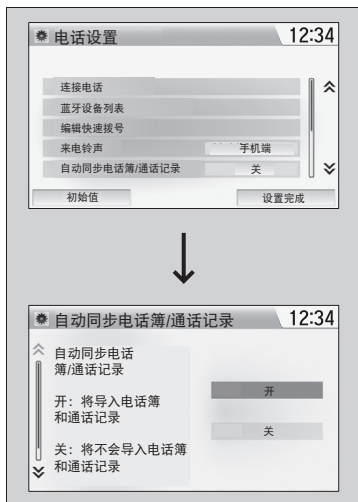 电话设置 12:34
连接电话
蓝牙设备列表
编辑快速拨号
来电铃声 手机端
自动同步电话簿/通话记录 关
初始值 设置完成
自动同步电话簿/通话记录 12:34
自动同步电话
簿/通话记录
开：将导入电话簿
和通话记录
关：将不会导入电话簿
和通话记录
开
关